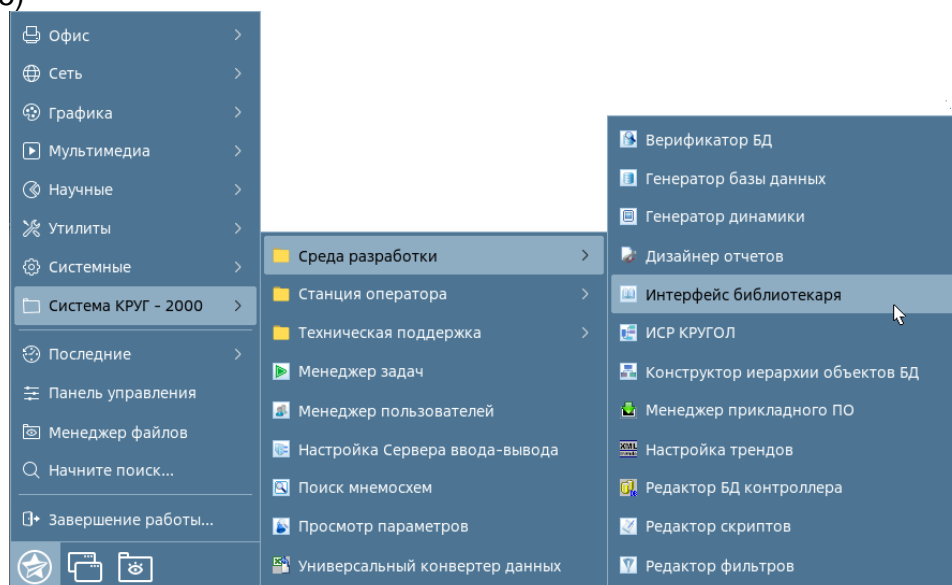 Офис
Сеть
Графика
Мультимедиа
Научные
Утилиты
Системные
Система КРУГ - 2000
Последние
Панель управления
Менеджер файлов
Начните поиск...
Завершение работы...
Среда разработки
Станция оператора
Техническая поддержка
Менеджер задач
Менеджер пользователей
Настройка Сервера ввода-вывода
Поиск мнемосхем
Просмотр параметров
Универсальный конвертер данных
Верификатор БД
Генератор базы данных
Генератор динамики
Дизайнер отчетов
Интерфейс библиотекаря
ИСР КРУГОЛ
Конструктор иерархии объектов БД
Менеджер прикладного ПО
Настройка трендов
Редактор БД контроллера
Редактор скриптов
Редактор фильтров